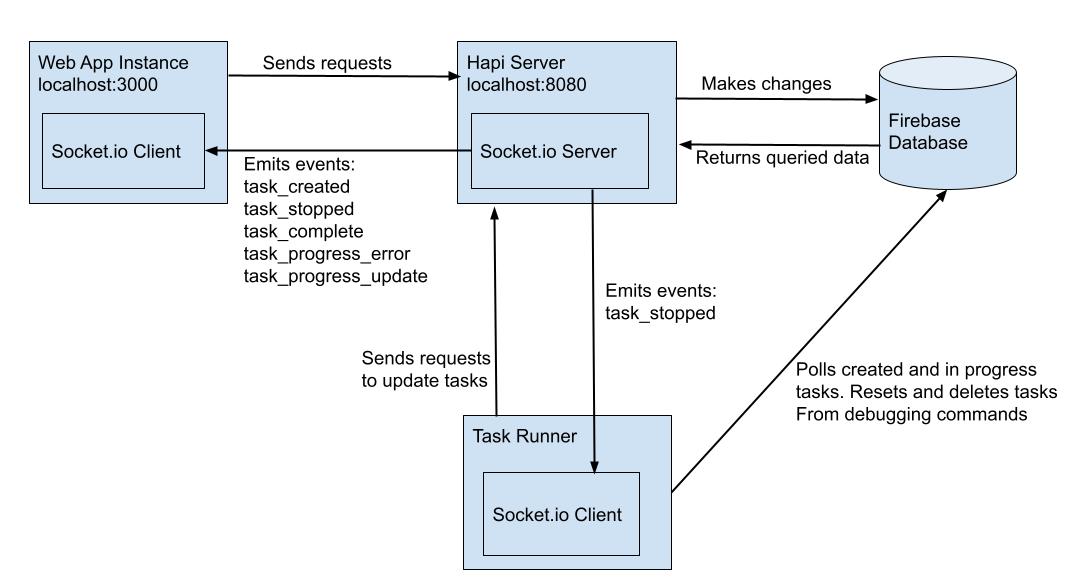 Web App Instance
localhost:3000
Socket.io Client
Sends requests
Emits events:
task_created
task_stopped
task_complete
task_progress_error
task_progress_update
Hapi Server
localhost:8080
Socket.io Server
Makes changes
Returns queried data
Firebase
Database
Emits events:
task_stopped
Sends requests
to update tasks
Polls created and in progress
tasks. Resets and deletes tasks
From debugging commands
Task Runner
Socket.io Client